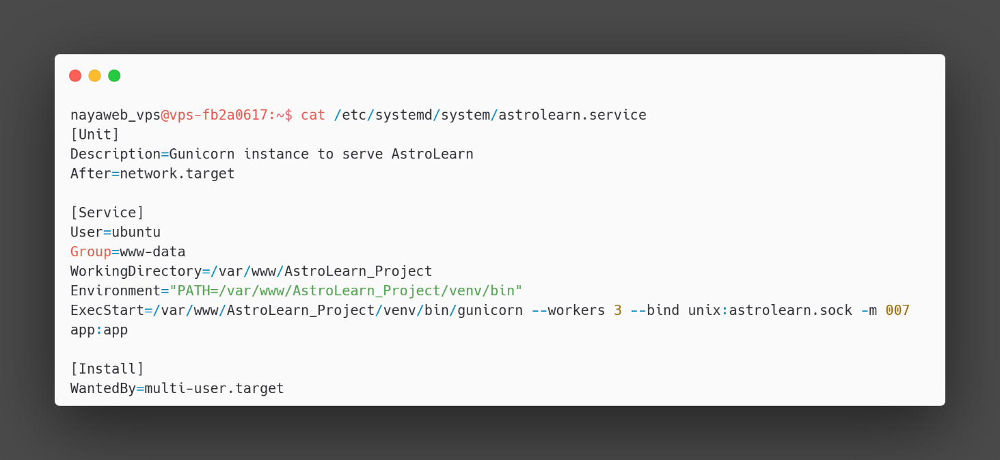 nayaweb_vps@vps-fb2a0617:~$ cat /etc/systemd/system/astrolearn.service
[Unit]
Description=Gunicorn instance to serve AstroLearn
After=network.target
[Service]
User=ubuntu
Group=www-data
WorkingDirectory=/var/www/AstroLearn_Project
Environment="PATH=/var/www/AstroLearn_Project/venv/bin"
ExecStart=/var/www/AstroLearn_Project/venv/bin/gunicorn --workers 3 --bind unix:astrolearn.sock -m 007
app:app
[Install]
WantedBy=multi-user.target